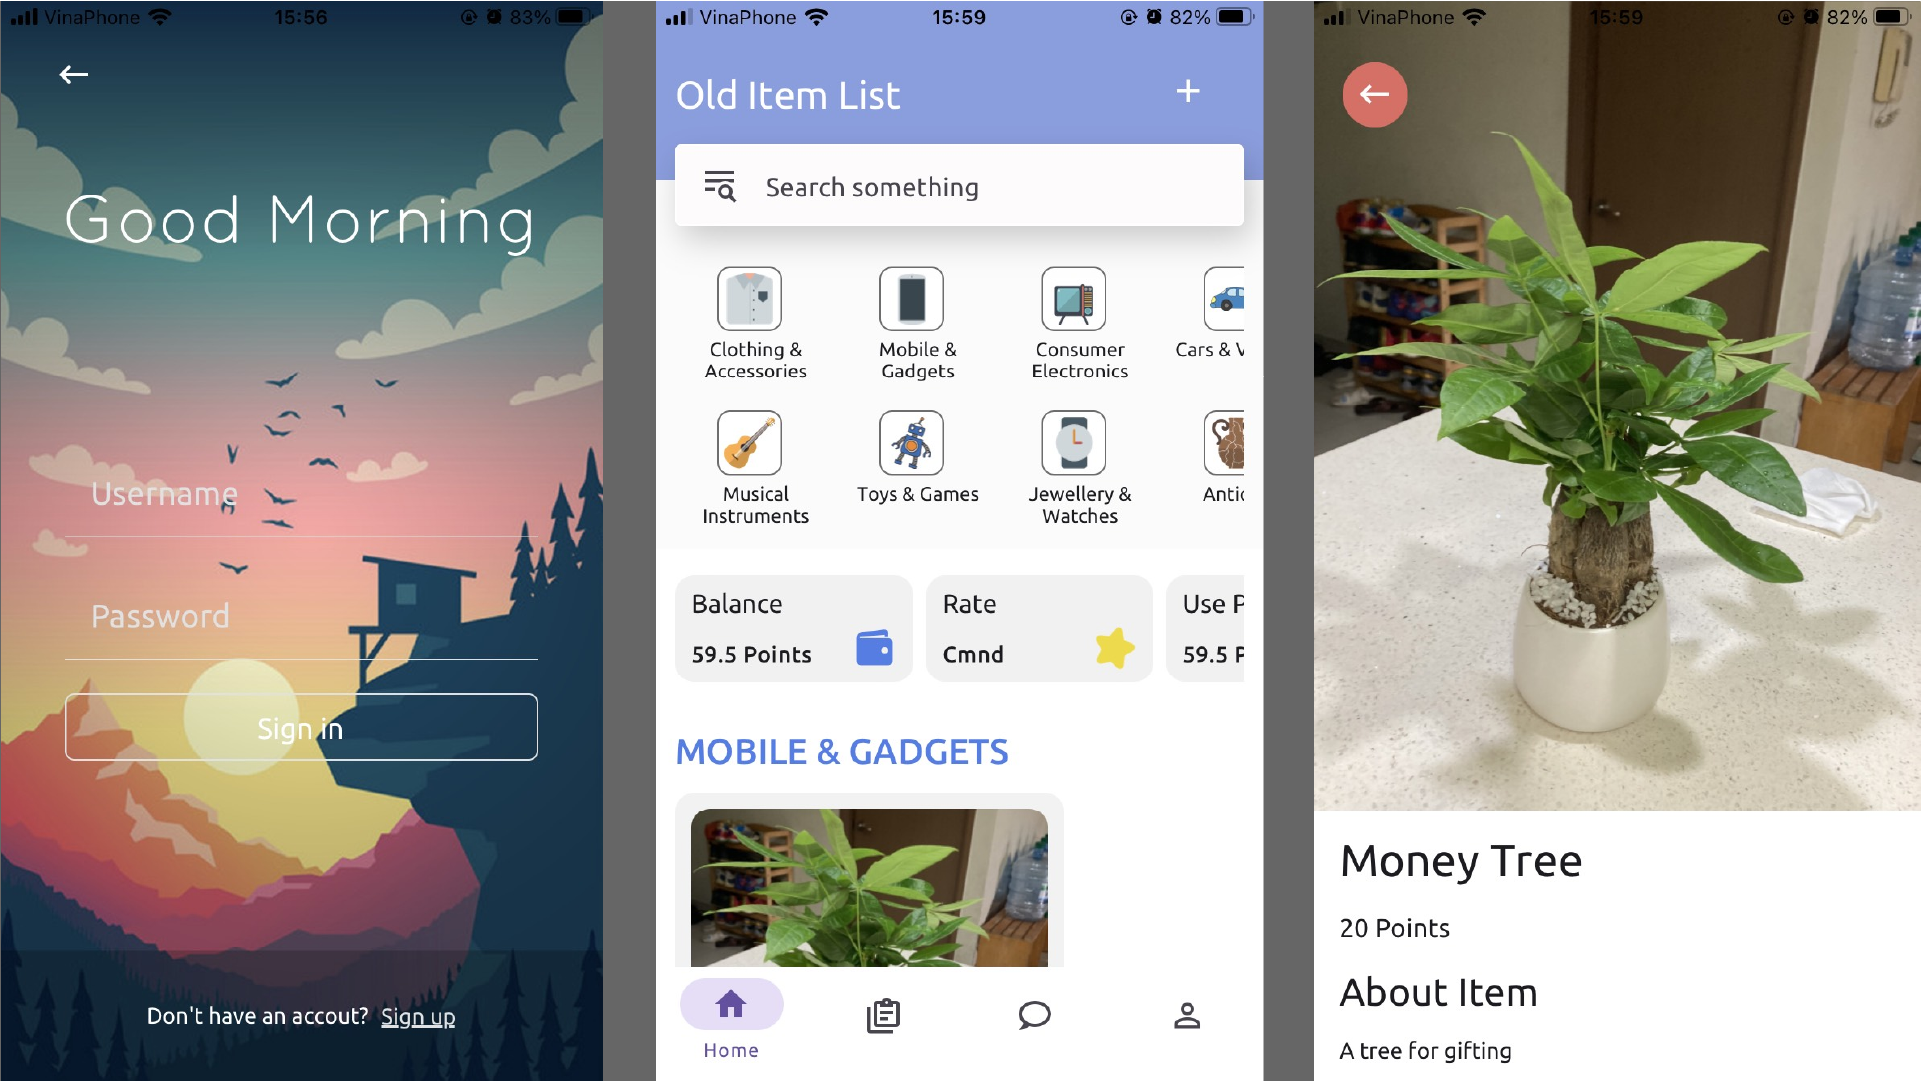 VinaPhone 15:56 83%
Good Morning
Username
Password
Sign in
Don't have an accout? Sign up
VinaPhone 15:59 82%
Old Item List +
Search something
Clothing &
Accessories
Mobile &
Gadgets
Consumer
Electronics
Cars & V
Musical
Instruments
Toys & Games
Jewellery &
Watches
Antic
Balance
59.5 Points
Rate
Cmnd
Use P
59.5 P
MOBILE & GADGETS
Home
VinaPhone 15:59 82%
Money Tree
20 Points
About Item
A tree for gifting